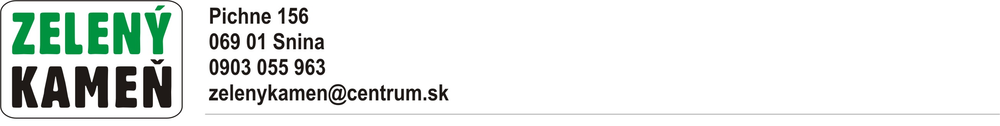 ZELENÝ
KAMEŇ
Pichne 156
069 01 Snina
0903 055 963
zelenykamen@centrum.sk